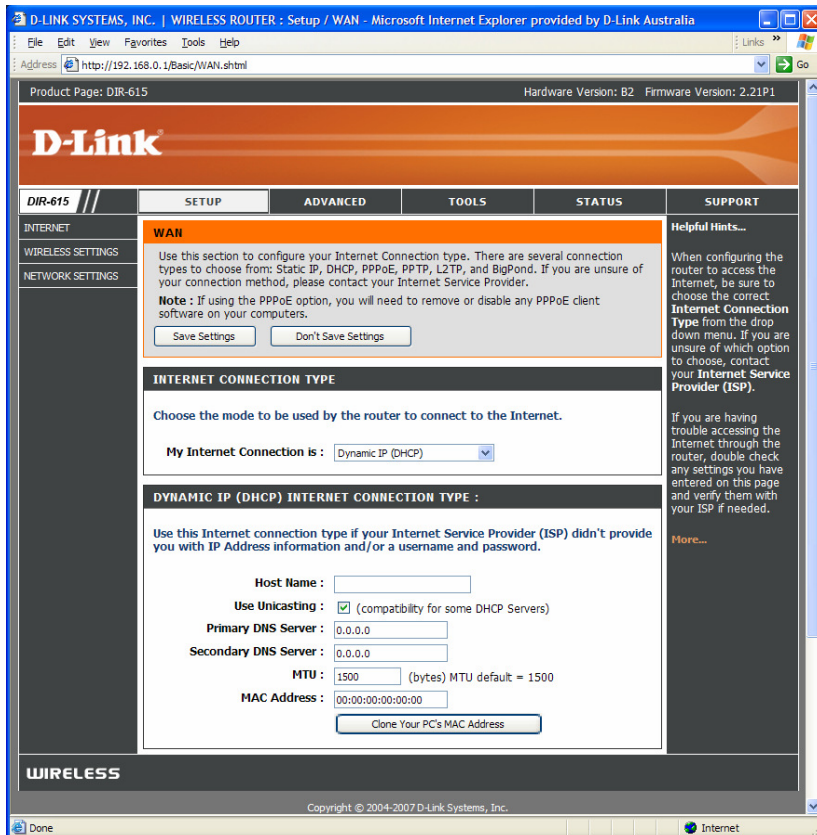 D-LINK SYSTEMS, INC. | WIRELESS ROUTER : Setup / WAN - Microsoft Internet Explorer provided by D-Link Australia
File Edit View Favorites Tools Help Links »
Address http://192.168.0.1/Basic/WAN.shtml Go
Product Page: DIR-615 Hardware Version: B2 Firmware Version: 2.21P1
D-Link
DIR-615 SETUP ADVANCED TOOLS STATUS SUPPORT
INTERNET
WIRELESS SETTINGS
NETWORK SETTINGS
WAN
Use this section to configure your Internet Connection type. There are several connection
types to choose from: Static IP, DHCP, PPPoE, PPTP, L2TP, and BigPond. If you are unsure of
your connection method, please contact your Internet Service Provider.
Note : If using the PPPoE option, you will need to remove or disable any PPPoE client
software on your computers.
Save Settings Don't Save Settings
INTERNET CONNECTION TYPE
Choose the mode to be used by the router to connect to the Internet.
My Internet Connection is : Dynamic IP (DHCP)
DYNAMIC IP (DHCP) INTERNET CONNECTION TYPE :
Use this Internet connection type if your Internet Service Provider (ISP) didn't provide
you with IP Address information and/or a username and password.
Host Name :
Use Unicasting : (compatibility for some DHCP Servers)
Primary DNS Server : 0.0.0.0
Secondary DNS Server : 0.0.0.0
MTU : 1500 (bytes) MTU default = 1500
MAC Address : 00:00:00:00:00:00
Clone Your PC's MAC Address
Helpful Hints...
When configuring the
router to access the
Internet, be sure to
choose the correct
Internet Connection
Type from the drop
down menu. If you are
unsure of which option
to choose, contact
your Internet Service
Provider (ISP).
If you are having
trouble accessing the
Internet through the
router, double check
any settings you have
entered on this page
and verify them with
your ISP if needed.
More...
WIRELESS
Copyright © 2004-2007 D-Link Systems, Inc.
Done Internet